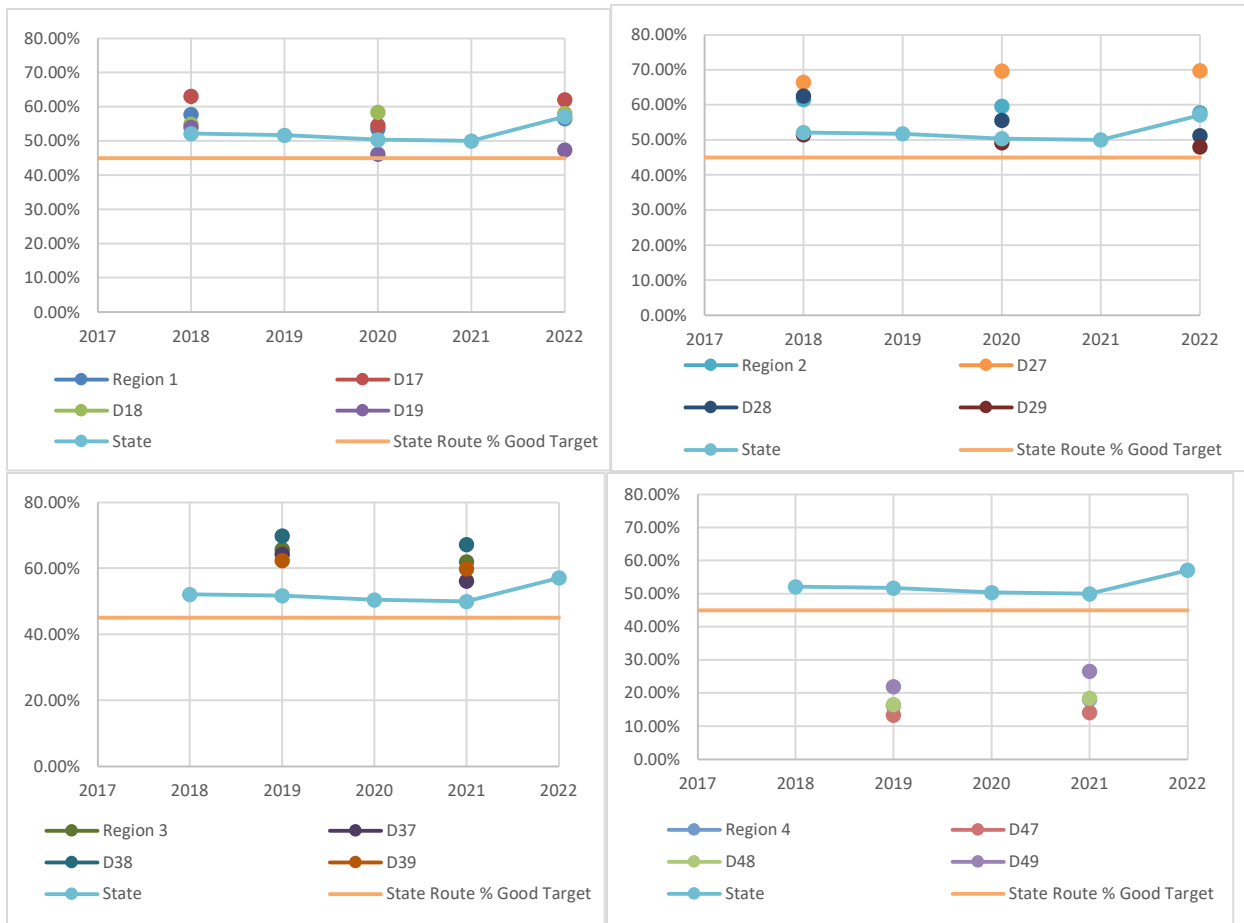 80.00%
70.00%
60.00%
50.00%
40.00%
30.00%
20.00%
10.00%
0.00%
2017 2018 2019 2020 2021 2022
Region 1 D17
D18 D19
State State Route % Good Target
80.00%
70.00%
60.00%
50.00%
40.00%
30.00%
20.00%
10.00%
0.00%
2017 2018 2019 2020 2021 2022
Region 2 D27
D28 D29
State State Route % Good Target
80.00%
60.00%
40.00%
20.00%
0.00%
2017 2018 2019 2020 2021 2022
Region 3 D37
D38 D39
State State Route % Good Target
80.00%
70.00%
60.00%
50.00%
40.00%
30.00%
20.00%
10.00%
0.00%
2017 2018 2019 2020 2021 2022
Region 4 D47
D48 D49
State State Route % Good Target